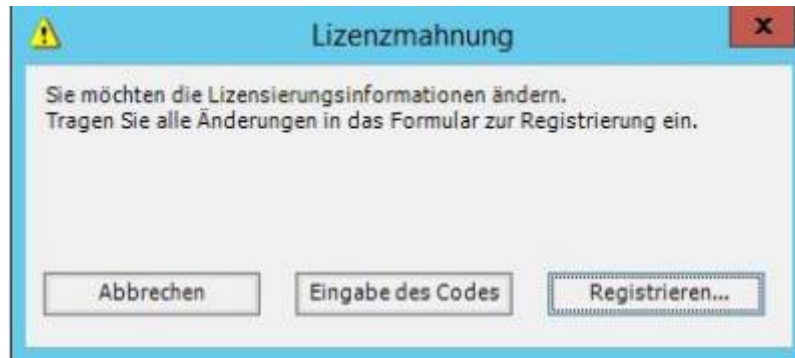 Lizenzmahnung
x
Sie möchten die Lizensierungsinformationen ändern.
Tragen Sie alle Änderungen in das Formular zur Registrierung ein.
Abbrechen Eingabe des Codes Registrieren...